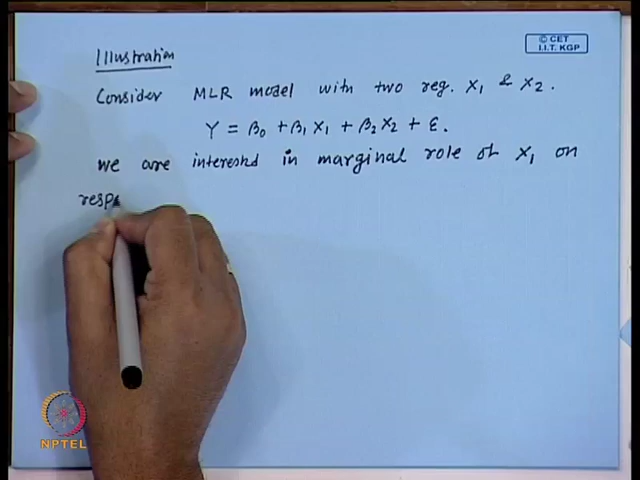 © CET
I.I.T. KGP
Illustration
Consider MLR model with two reg. X1 & X2.
Y = β0 + β1 X1 + β2 X2 + ε.
we are interested in marginal role of X1 on
resp
NPTEL